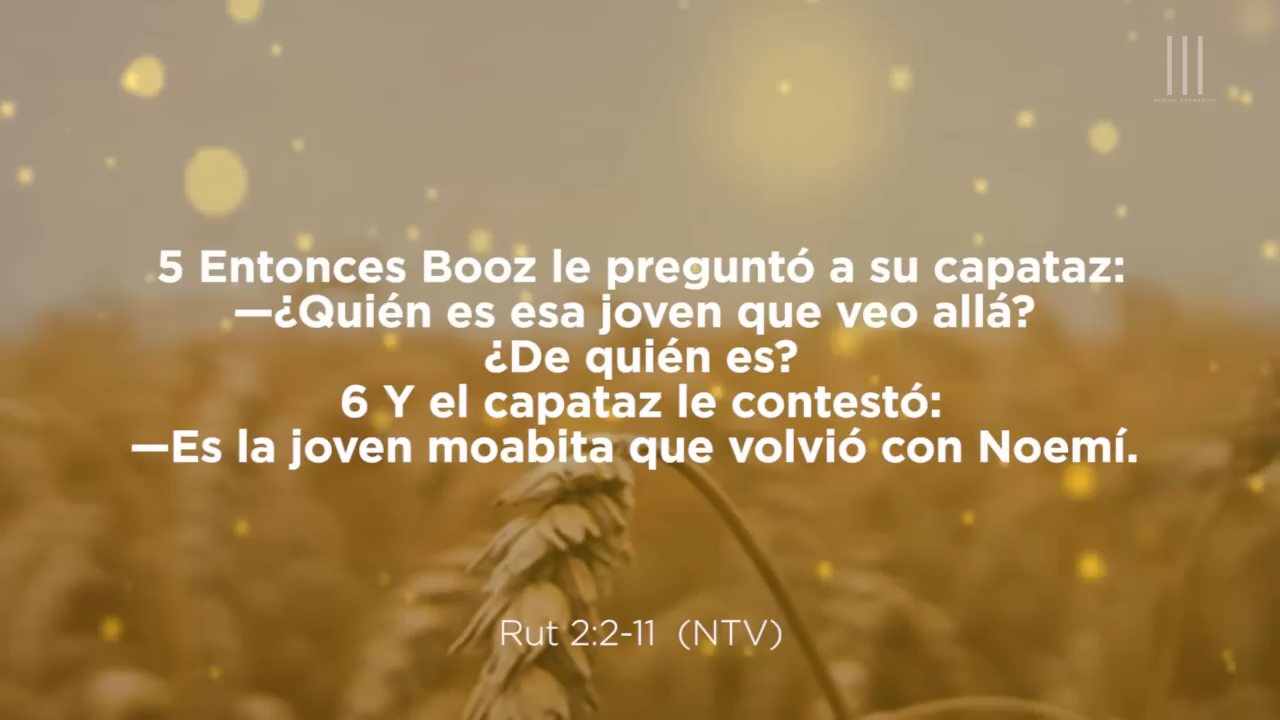 5 Entonces Booz le preguntó a su capataz:
—¿Quién es esa joven que veo allá?
¿De quién es?
6 Y el capataz le contestó:
—Es la joven moabita que volvió con Noemí.
Rut 2:2-11 (NTV)